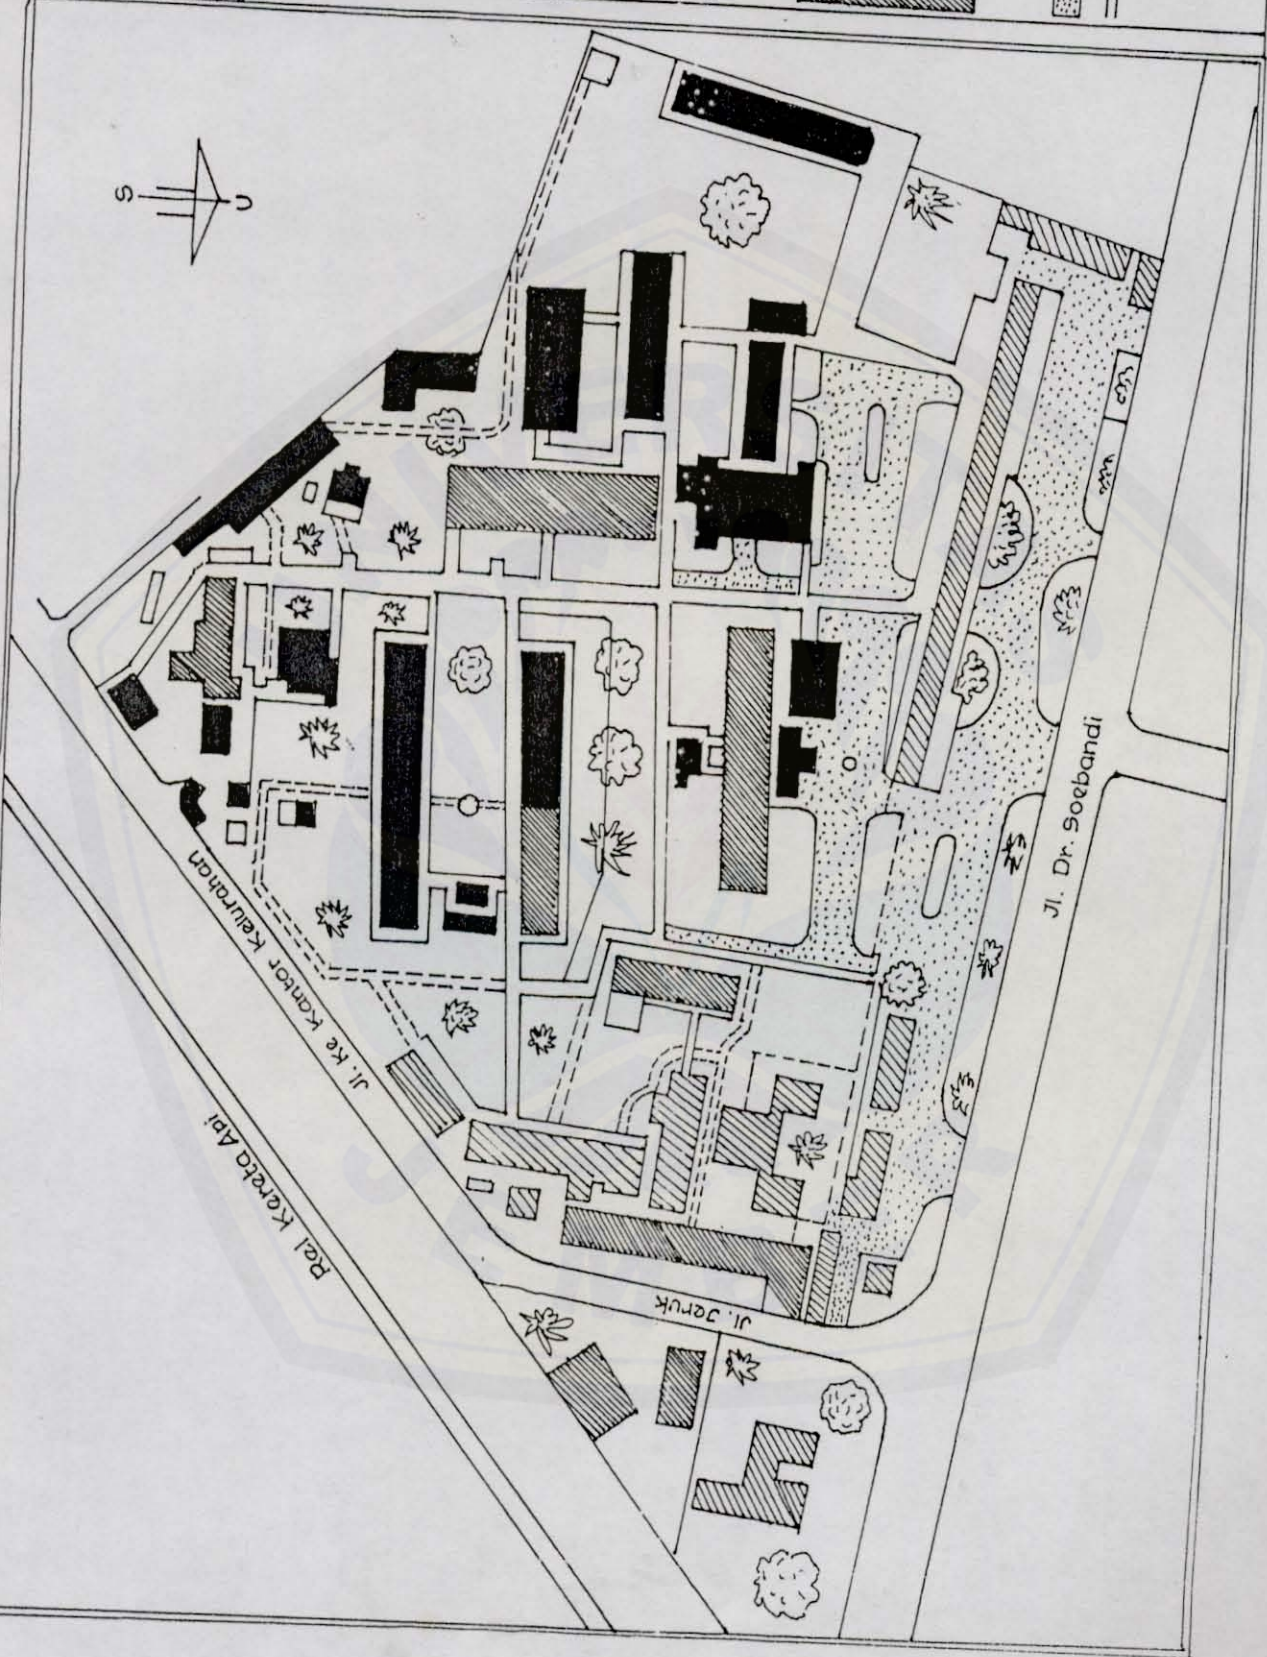 S
U
Jl. Dr. Soebandi
Jl. Ke Kantor Kelurahan
Rel Kereta Api
Jl. Jeruk